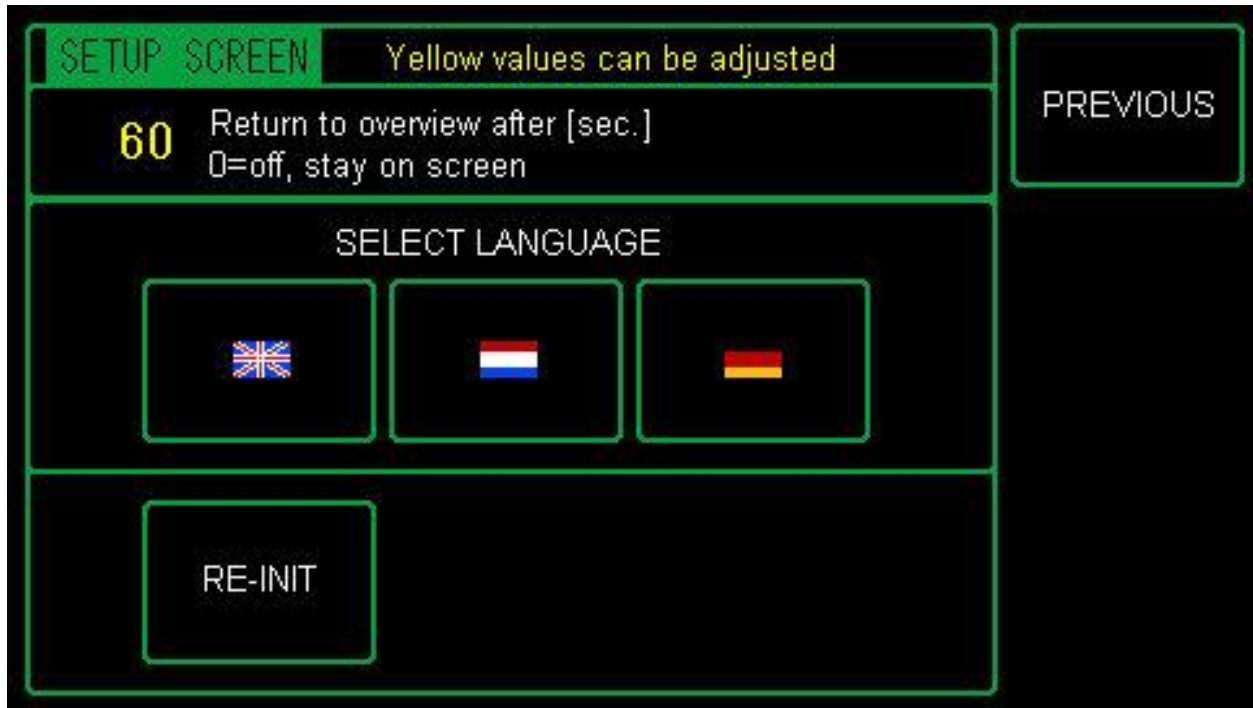 SETUP SCREEN
Yellow values can be adjusted
PREVIOUS
60
Return to overview after [sec.]
0=off, stay on screen
SELECT LANGUAGE
RE-INIT